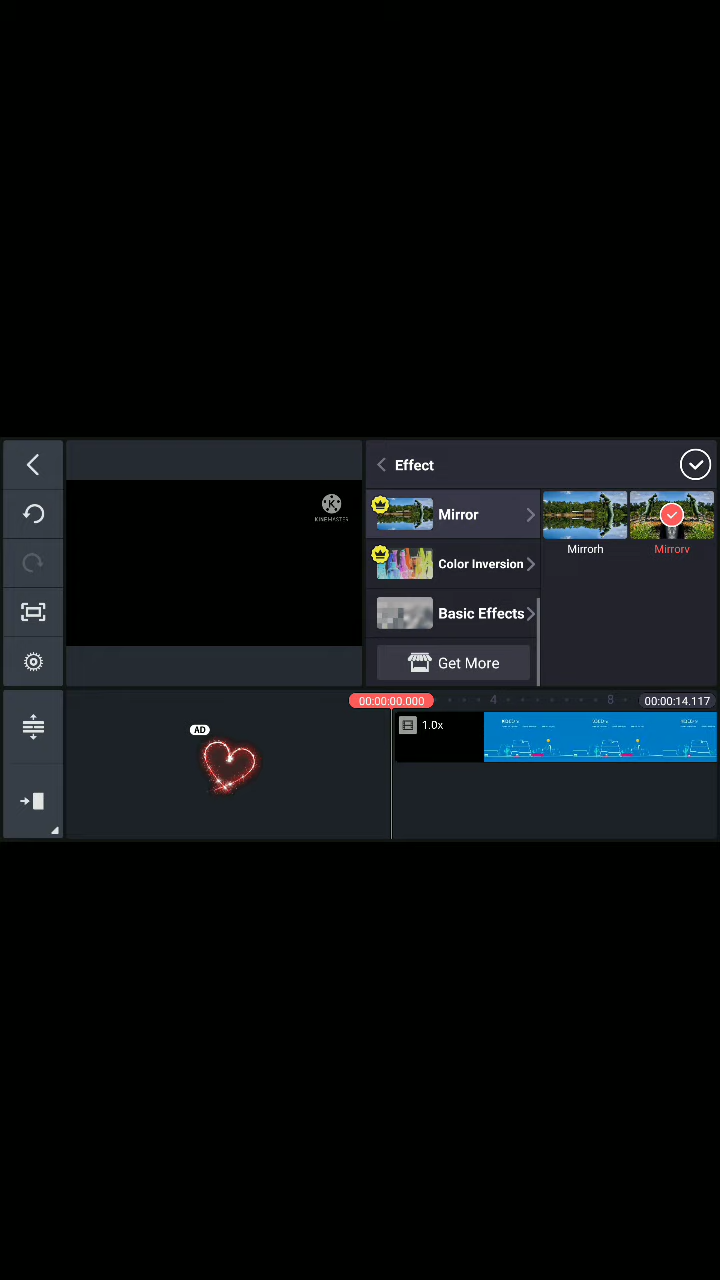 Effect
KINEMASTER
Mirror
Mirrorh
Mirrorv
Color Inversion
Basic Effects
Get More
00:00:00.000
4
8
00:00:14.117
AD
1.0x